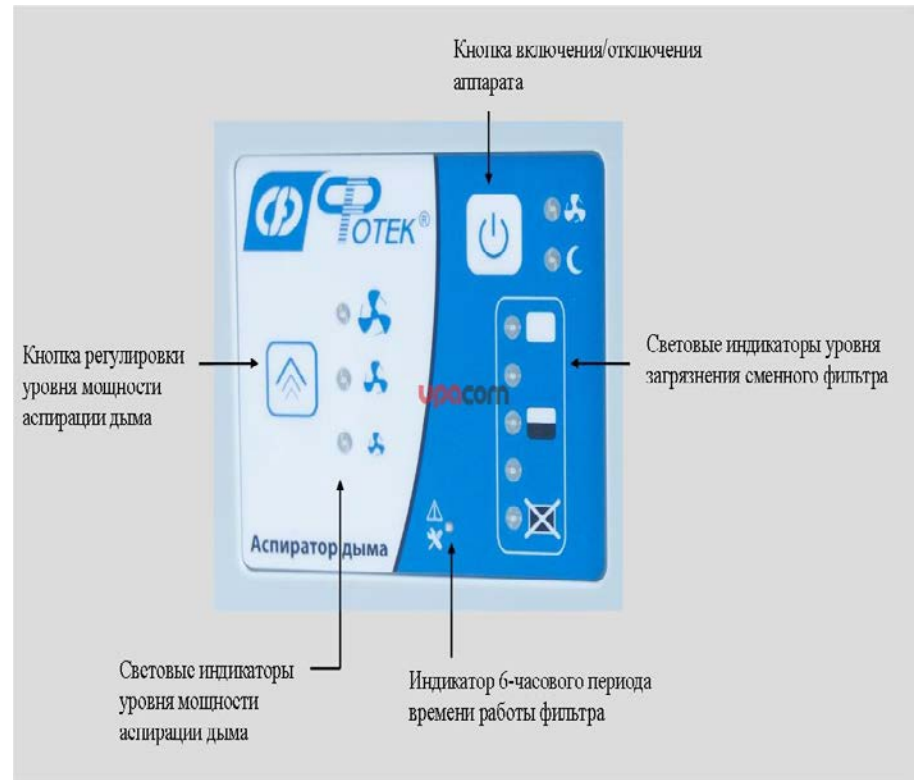 Кнопка включения/отключения
аппарата
ФОТЕК®
Кнопка регулировки
уровня мощности
аспирации дыма
Световые индикаторы уровня
загрязнения сменного фильтра
upacom
Аспиратор дыма
Световые индикаторы
уровня мощности
аспирации дыма
Индикатор 6-часового периода
времени работы фильтра